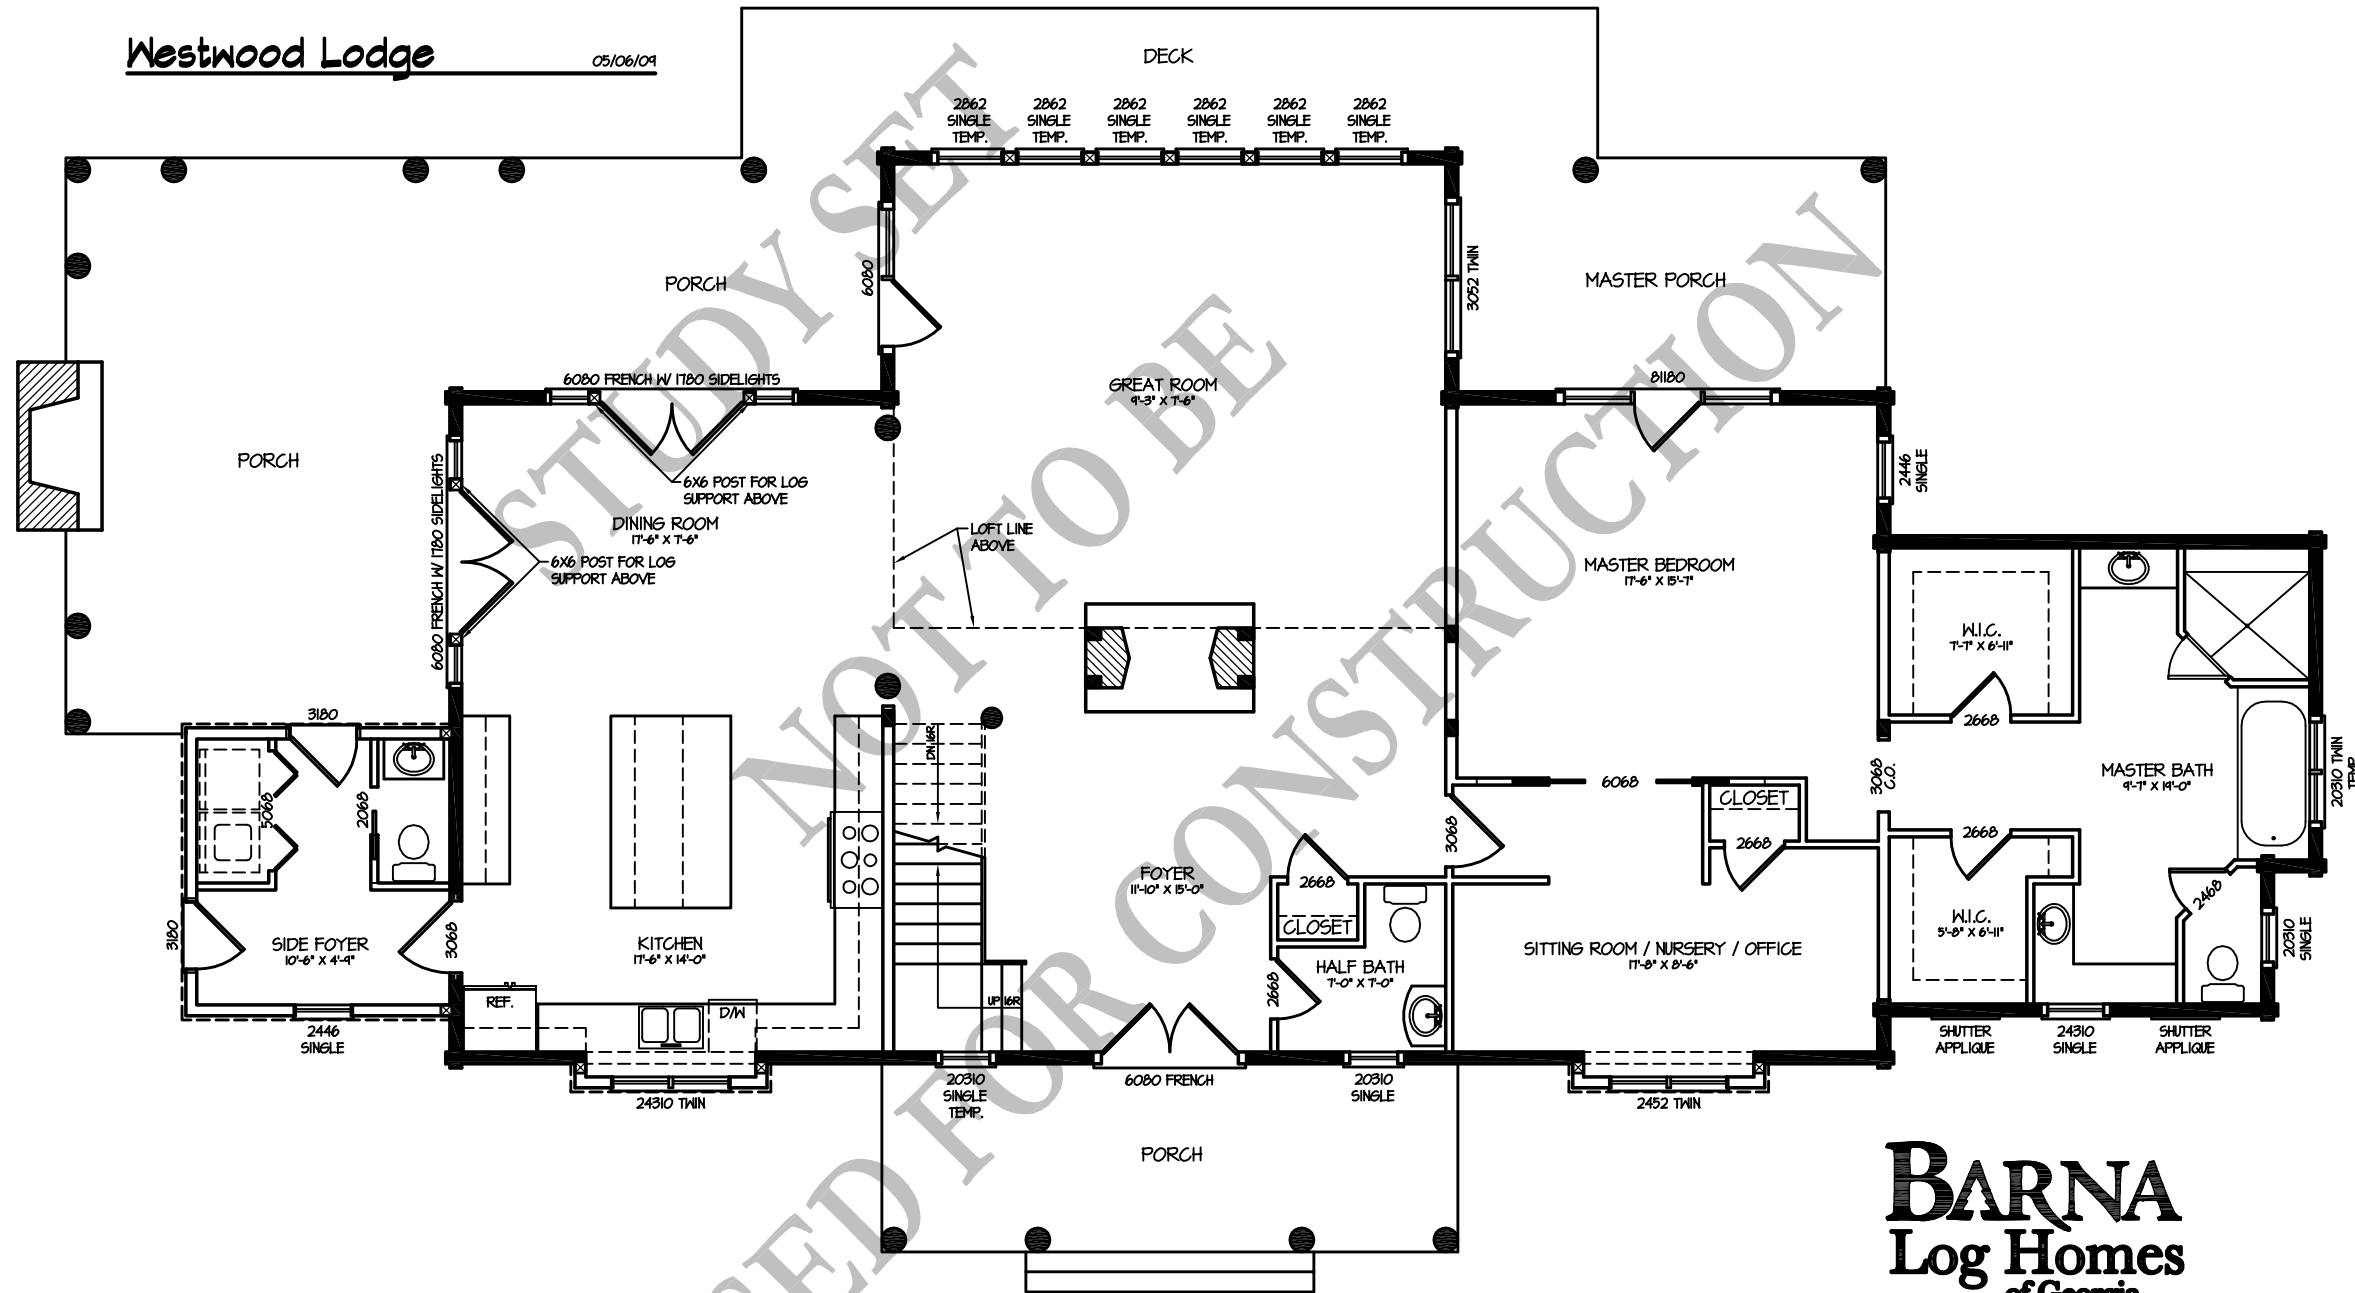 Westwood Lodge
05/06/09
DECK
2862
SINGLE
TEMP.
2862
SINGLE
TEMP.
2862
SINGLE
TEMP.
2862
SINGLE
TEMP.
2862
SINGLE
TEMP.
2862
SINGLE
TEMP.
PORCH
6080
3052 TWIN
MASTER PORCH
6080 FRENCH W/ 1780 SIDELIGHTS
GREAT ROOM
9'-3" X 7'-6"
81180
PORCH
6080 FRENCH W/ 1780 SIDELIGHTS
6X6 POST FOR LOG
SUPPORT ABOVE
2446
SINGLE
DINING ROOM
17'-6" X 7'-6"
LOFT LINE
ABOVE
6X6 POST FOR LOG
SUPPORT ABOVE
MASTER BEDROOM
17'-6" X 15'-7"
W.I.C.
7'-7" X 6'-11"
3180
2668
DN 16R
5068
2068
6068
CLOSET
3068
C.O.
MASTER BATH
9'-7" X 19'-0"
20310 TWIN
TEMP.
3068
2668
2668
FOYER
11'-10" X 15'-0"
2668
2468
3180
SIDE FOYER
10'-6" X 4'-9"
3068
KITCHEN
17'-6" X 14'-0"
CLOSET
SITTING ROOM / NURSERY / OFFICE
17'-8" X 8'-6"
W.I.C.
5'-8" X 6'-11"
20310
SINGLE
HALF BATH
7'-0" X 7'-0"
2668
REF.
D/W
UP 16R
2446
SINGLE
24310 TWIN
20310
SINGLE
TEMP.
6080 FRENCH
20310
SINGLE
2452 TWIN
SHUTTER
APPLIQUE
24310
SINGLE
SHUTTER
APPLIQUE
PORCH
STUDY SET
NOT TO BE
USED FOR CONSTRUCTION
BARNA
Log Homes
of Georgia